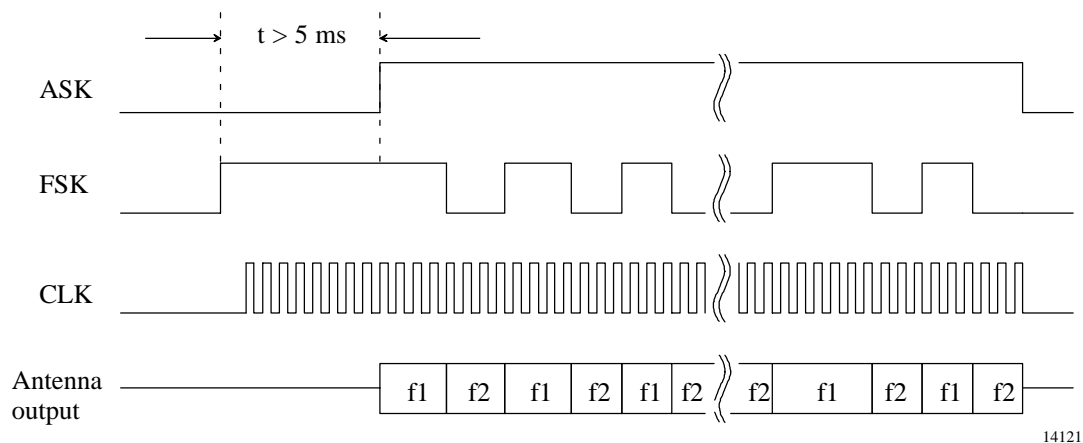 t > 5 ms
ASK
FSK
CLK
Antenna
output
f1 f2 f1 f2 f1 f2 f2 f1 f2 f1 f2
14121